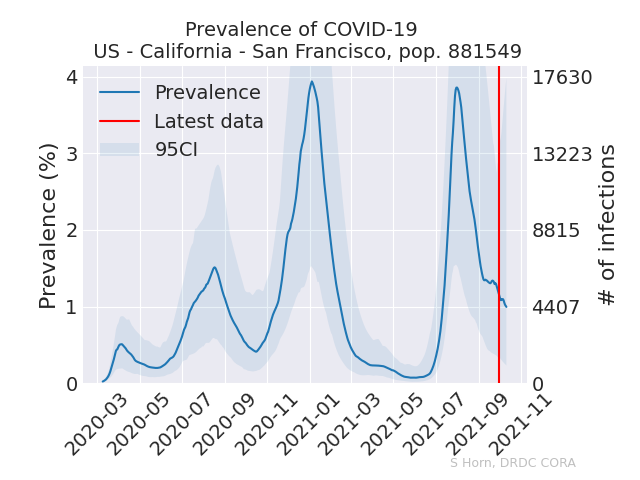 Prevalence of COVID-19
US - California - San Francisco, pop. 881549
Prevalence
Latest data
95CI
Prevalence (%)
4
3
2
1
0
17630
13223
8815
4407
0
# of infections
2020-03
2020-05
2020-07
2020-09
2020-11
2021-01
2021-03
2021-05
2021-07
2021-09
2021-11
S Horn, DRDC CORA